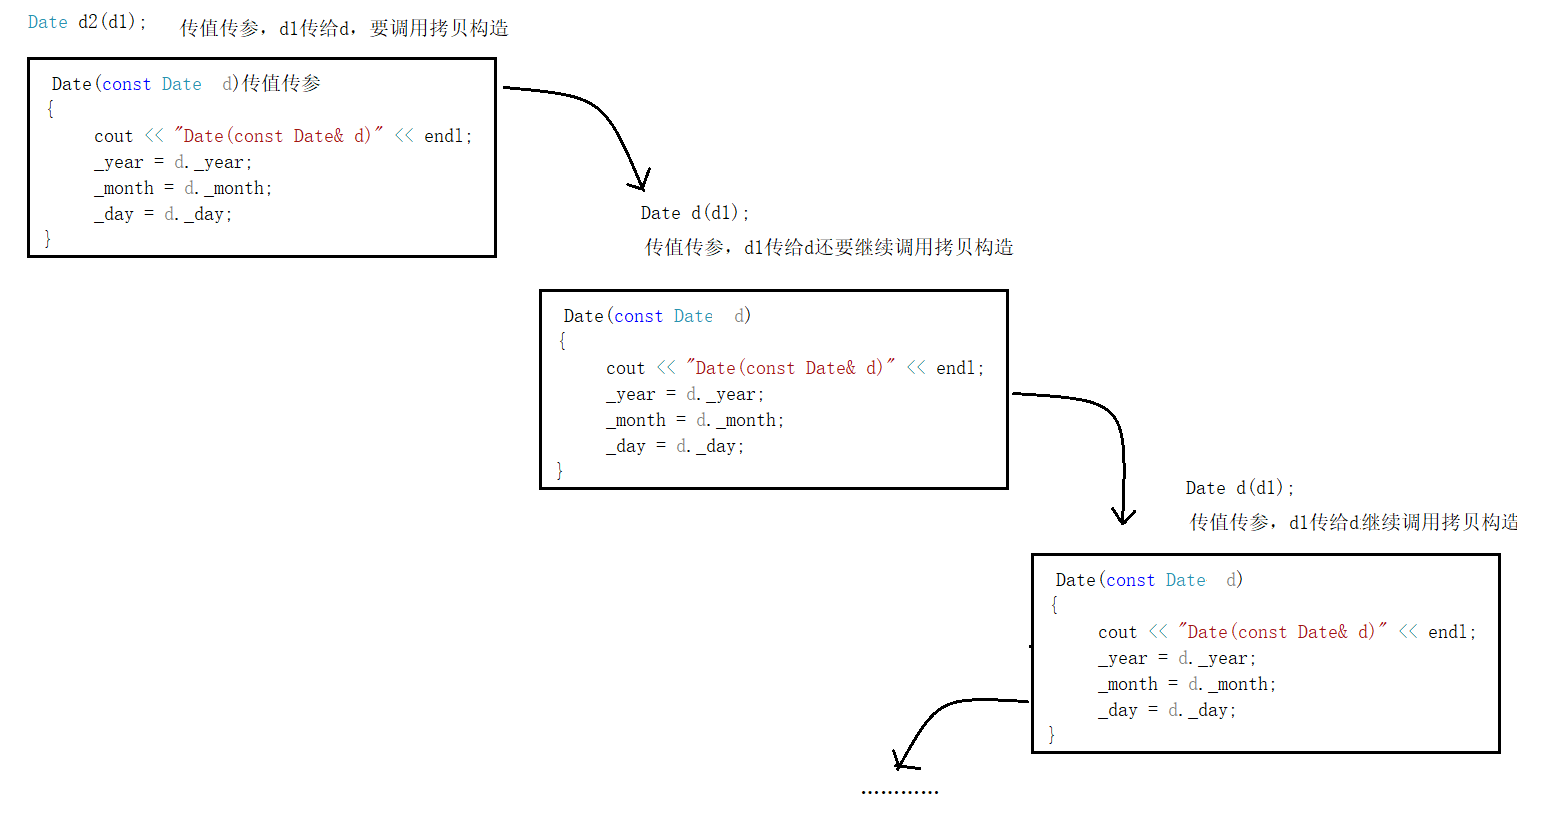 Date d2(d1); 传值传参，d1传给d，要调用拷贝构造
Date(const Date d)传值传参
{
cout << "Date(const Date& d)" << endl;
_year = d._year;
_month = d._month;
_day = d._day;
}
Date d(d1);
传值传参，d1传给d还要继续调用拷贝构造
Date(const Date d)
{
cout << "Date(const Date& d)" << endl;
_year = d._year;
_month = d._month;
_day = d._day;
}
Date d(d1);
传值传参，d1传给d继续调用拷贝构造
Date(const Date d)
{
cout << "Date(const Date& d)" << endl;
_year = d._year;
_month = d._month;
_day = d._day;
}
…………